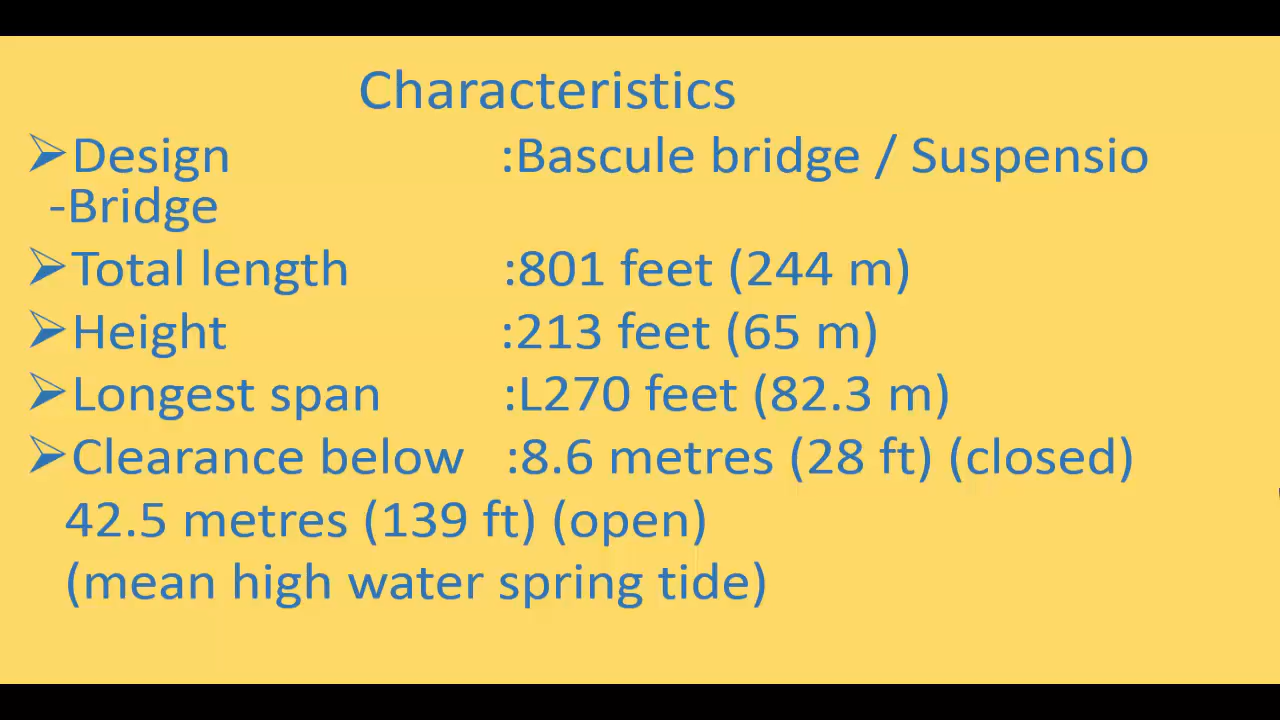 Characteristics
➢Design :Bascule bridge / Suspensio
-Bridge
➢Total length :801 feet (244 m)
➢Height :213 feet (65 m)
➢Longest span :L270 feet (82.3 m)
➢Clearance below :8.6 metres (28 ft) (closed)
42.5 metres (139 ft) (open)
(mean high water spring tide)